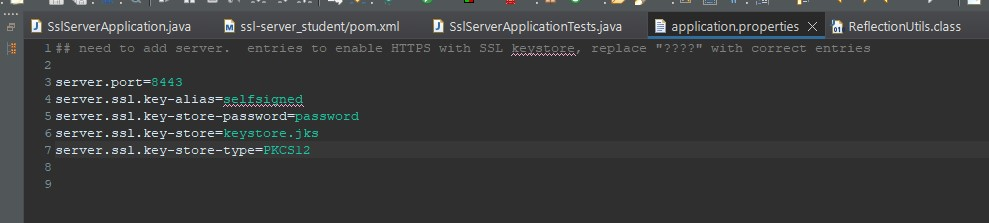 SslServerApplication.java ssl-server_student/pom.xml SslServerApplicationTests.java application.properties ReflectionUtils.class
1 ## need to add server.  entries to enable HTTPS with SSL keystore, replace "????" with correct entries
2
3 server.port=8443
4 server.ssl.key-alias=selfsigned
5 server.ssl.key-store-password=password
6 server.ssl.key-store=keystore.jks
7 server.ssl.key-store-type=PKCS12
8
9